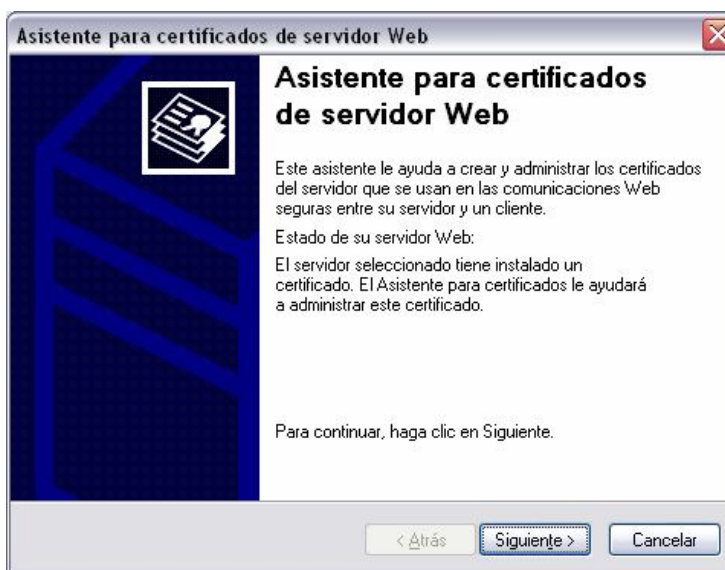 Asistente para certificados de servidor Web
Asistente para certificados
de servidor Web
Este asistente le ayuda a crear y administrar los certificados
del servidor que se usan en las comunicaciones Web
seguras entre su servidor y un cliente.
Estado de su servidor Web:
El servidor seleccionado tiene instalado un
certificado. El Asistente para certificados le ayudará
a administrar este certificado.
Para continuar, haga clic en Siguiente.
< Atrás
Siguiente >
Cancelar